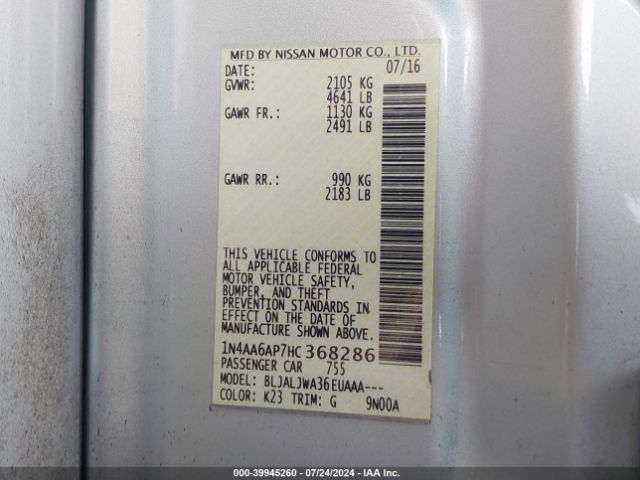 MFD BY NISSAN MOTOR CO., LTD.
DATE: 07/16
GVWR: 2105 KG
4641 LB
GAWR FR.: 1130 KG
2491 LB
GAWR RR.: 990 KG
2183 LB
THIS VEHICLE CONFORMS TO
ALL APPLICABLE FEDERAL
MOTOR VEHICLE SAFETY,
BUMPER, AND THEFT
PREVENTION STANDARDS IN
EFFECT ON THE DATE OF
MANUFACTURE SHOWN ABOVE.
1N4AA6AP7HC368286
PASSENGER CAR 755
MODEL: BLJALJWA36EUAAA---
COLOR: K23 TRIM: G 9N00A
000-39945260 - 07/24/2024 - IAA Inc.